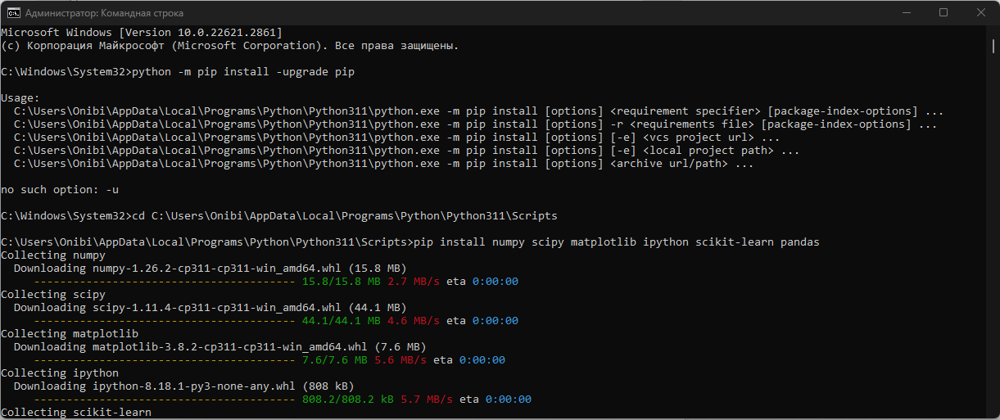 Администратор: Командная строка
Microsoft Windows [Version 10.0.22621.2861]
(c) Корпорация Майкрософт (Microsoft Corporation). Все права защищены.
C:\Windows\System32>python -m pip install -upgrade pip
Usage:
  C:\Users\Onibi\AppData\Local\Programs\Python\Python311\python.exe -m pip install [options] <requirement specifier> [package-index-options] ...
  C:\Users\Onibi\AppData\Local\Programs\Python\Python311\python.exe -m pip install [options] -r <requirements file> [package-index-options] ...
  C:\Users\Onibi\AppData\Local\Programs\Python\Python311\python.exe -m pip install [options] [-e] <vcs project url> ...
  C:\Users\Onibi\AppData\Local\Programs\Python\Python311\python.exe -m pip install [options] [-e] <local project path> ...
  C:\Users\Onibi\AppData\Local\Programs\Python\Python311\python.exe -m pip install [options] <archive url/path> ...
no such option: -u
C:\Windows\System32>cd C:\Users\Onibi\AppData\Local\Programs\Python\Python311\Scripts
C:\Users\Onibi\AppData\Local\Programs\Python\Python311\Scripts>pip install numpy scipy matplotlib ipython scikit-learn pandas
Collecting numpy
  Downloading numpy-1.26.2-cp311-cp311-win_amd64.whl (15.8 MB)
     ---------------------------------------- 15.8/15.8 MB 2.7 MB/s eta 0:00:00
Collecting scipy
  Downloading scipy-1.11.4-cp311-cp311-win_amd64.whl (44.1 MB)
     ---------------------------------------- 44.1/44.1 MB 4.6 MB/s eta 0:00:00
Collecting matplotlib
  Downloading matplotlib-3.8.2-cp311-cp311-win_amd64.whl (7.6 MB)
     ---------------------------------------- 7.6/7.6 MB 5.6 MB/s eta 0:00:00
Collecting ipython
  Downloading ipython-8.18.1-py3-none-any.whl (808 kB)
     ---------------------------------------- 808.2/808.2 kB 5.7 MB/s eta 0:00:00
Collecting scikit-learn